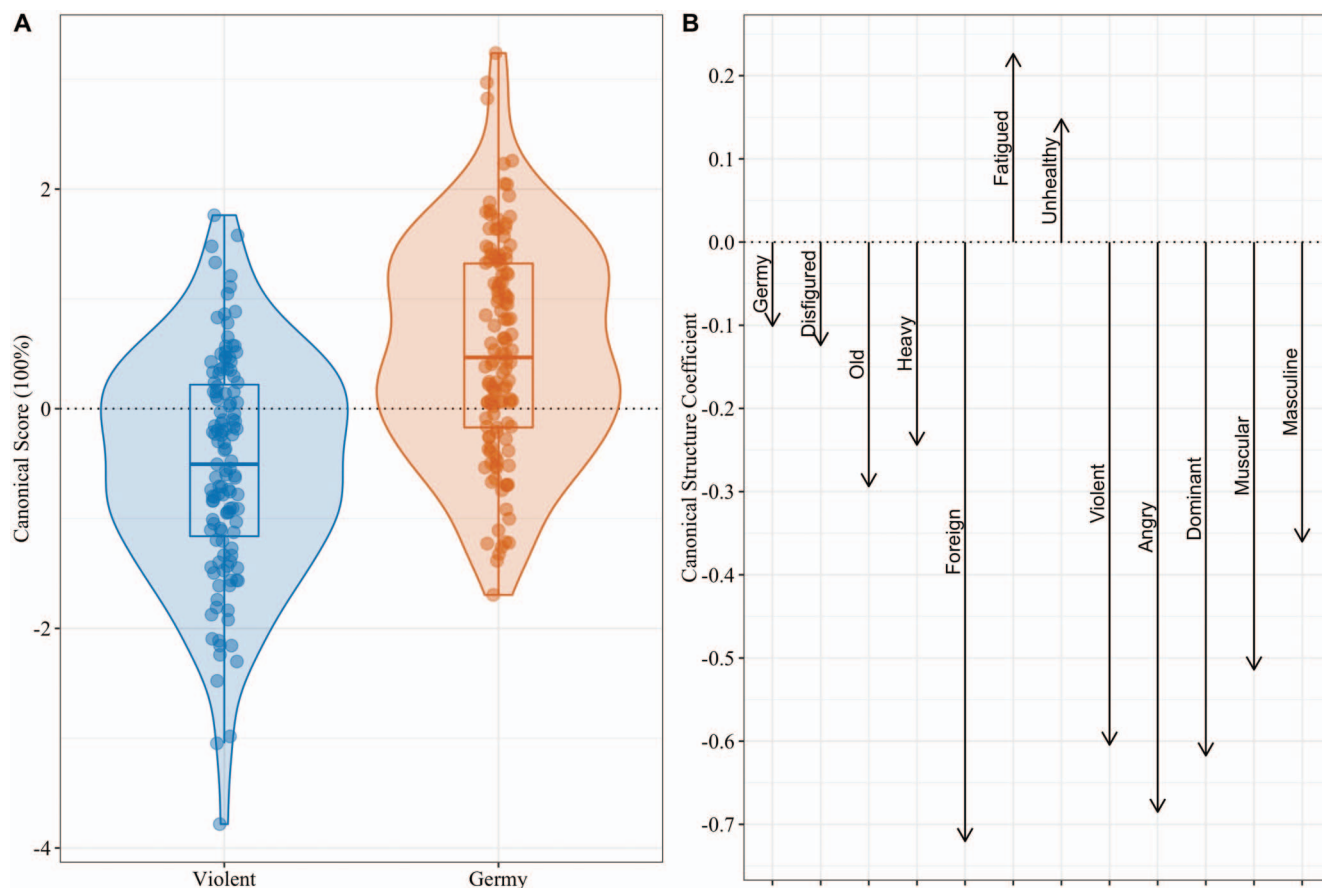 A
Canonical Score (100%)
2
0
-2
-4
Violent
Germy
B
Canonical Structure Coefficient
0.2
0.1
0.0
-0.1
-0.2
-0.3
-0.4
-0.5
-0.6
-0.7
Germy
Disfigured
Old
Heavy
Foreign
Fatigued
Unhealthy
Violent
Angry
Dominant
Muscular
Masculine